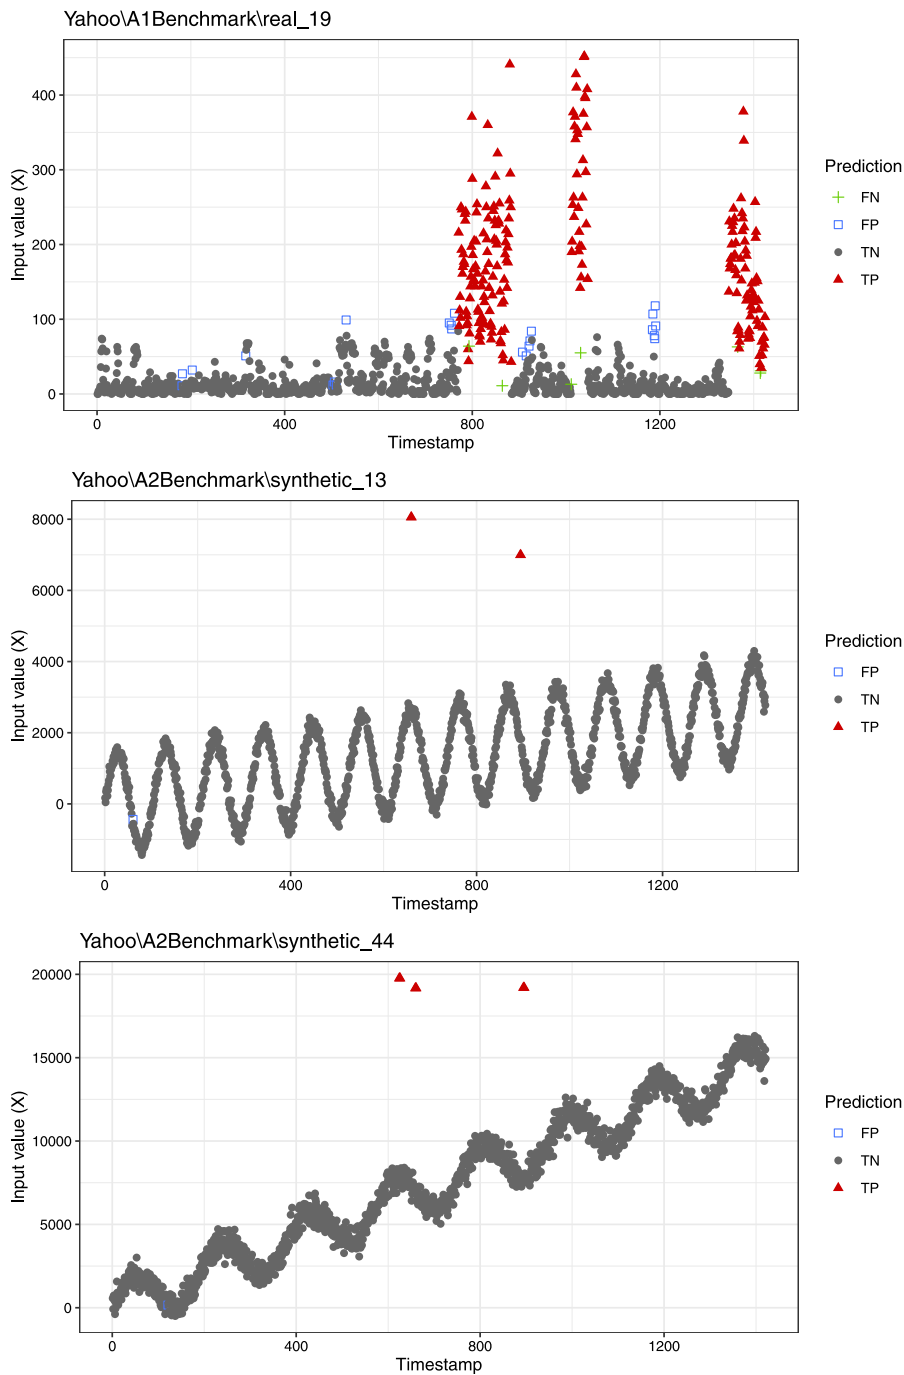 Yahoo\A1Benchmark\real_19
400
300
200
100
0
Input value (X)
0 400 800 1200
Timestamp
Prediction
FN
FP
TN
TP
Yahoo\A2Benchmark\synthetic_13
8000
6000
4000
2000
0
Input value (X)
0 400 800 1200
Timestamp
Prediction
FP
TN
TP
Yahoo\A2Benchmark\synthetic_44
20000
15000
10000
5000
0
Input value (X)
0 400 800 1200
Timestamp
Prediction
FP
TN
TP